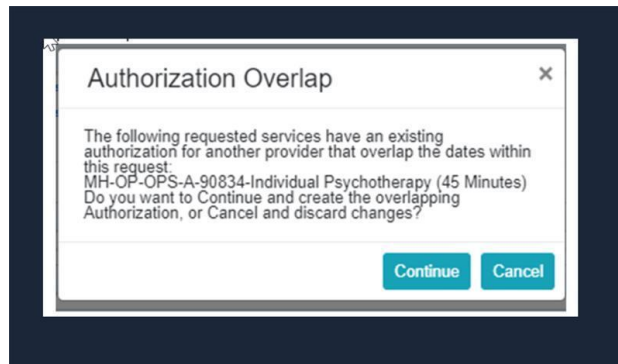 Authorization Overlap
×
The following requested services have an existing
authorization for another provider that overlap the dates within
this request:
MH-OP-OPS-A-90834-Individual Psychotherapy (45 Minutes)
Do you want to Continue and create the overlapping
Authorization, or Cancel and discard changes?
Continue Cancel